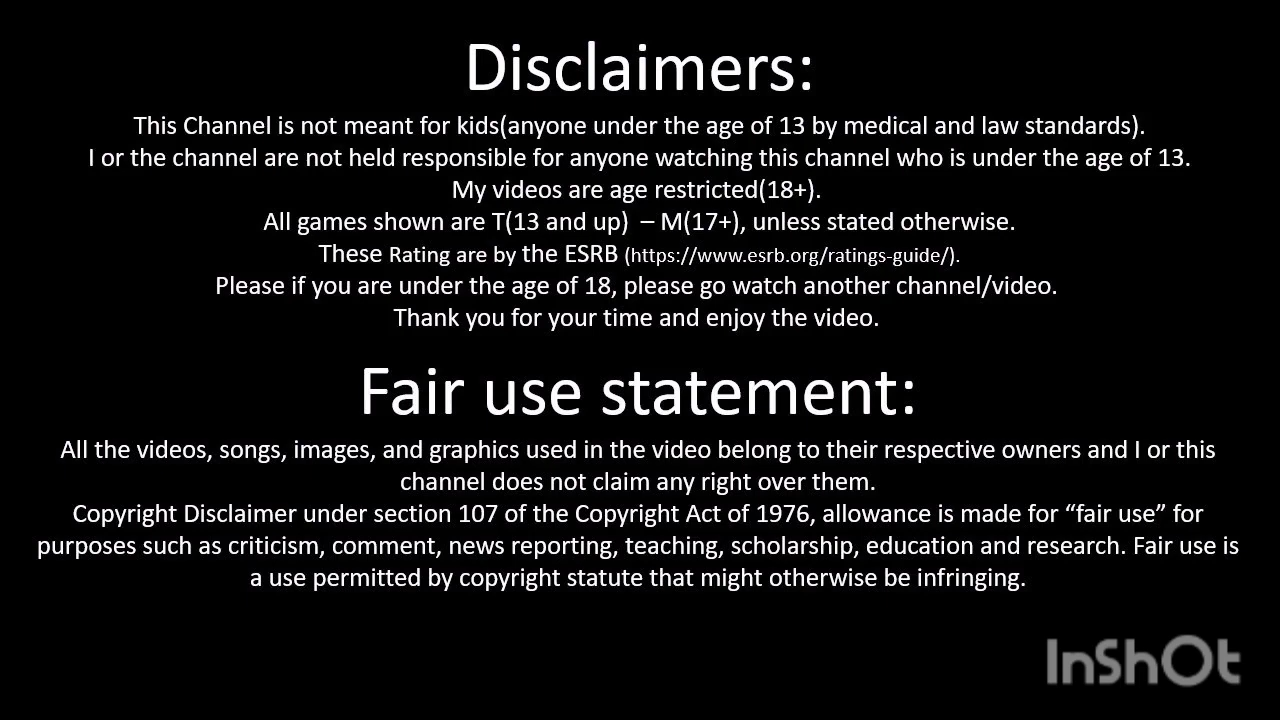 Disclaimers:
This Channel is not meant for kids(anyone under the age of 13 by medical and law standards).
I or the channel are not held responsible for anyone watching this channel who is under the age of 13.
My videos are age restricted(18+).
All games shown are T(13 and up) – M(17+), unless stated otherwise.
These Rating are by the ESRB (https://www.esrb.org/ratings-guide/).
Please if you are under the age of 18, please go watch another channel/video.
Thank you for your time and enjoy the video.
Fair use statement:
All the videos, songs, images, and graphics used in the video belong to their respective owners and I or this
channel does not claim any right over them.
Copyright Disclaimer under section 107 of the Copyright Act of 1976, allowance is made for “fair use” for
purposes such as criticism, comment, news reporting, teaching, scholarship, education and research. Fair use is
a use permitted by copyright statute that might otherwise be infringing.
InShOt